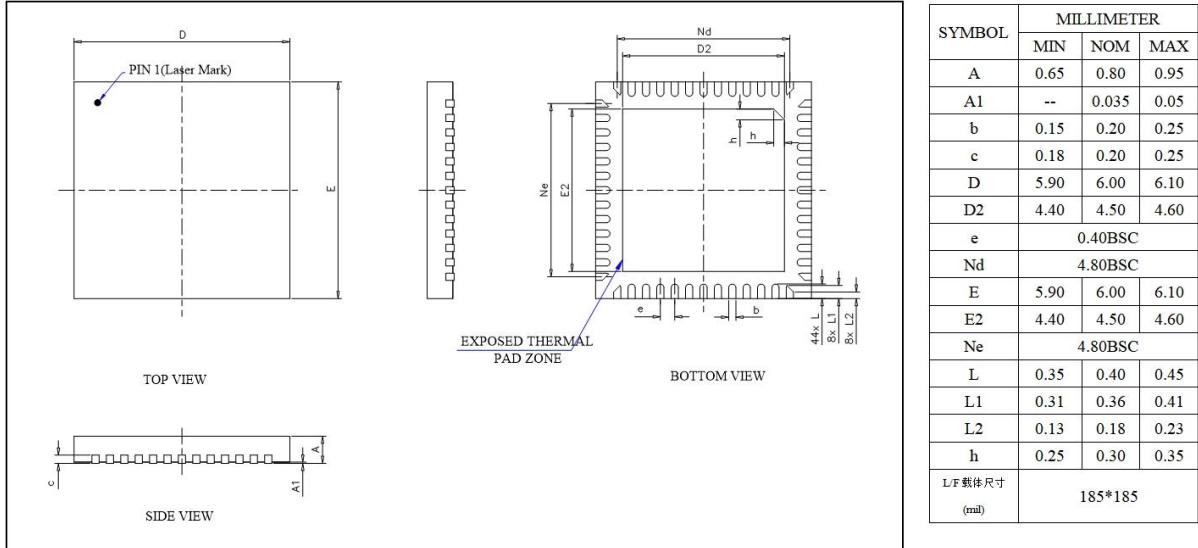 D
PIN 1(Laser Mark)
E
TOP VIEW
Nd
D2
h
h
Ne
E2
e
b
44x L
8x L1
8x L2
EXPOSED THERMAL
PAD ZONE
BOTTOM VIEW
c
A
A1
SIDE VIEW
SYMBOL MILLIMETER
MIN NOM MAX
A 0.65 0.80 0.95
A1 -- 0.035 0.05
b 0.15 0.20 0.25
c 0.18 0.20 0.25
D 5.90 6.00 6.10
D2 4.40 4.50 4.60
e 0.40BSC
Nd 4.80BSC
E 5.90 6.00 6.10
E2 4.40 4.50 4.60
Ne 4.80BSC
L 0.35 0.40 0.45
L1 0.31 0.36 0.41
L2 0.13 0.18 0.23
h 0.25 0.30 0.35
L/F载体尺寸
(mil) 185*185